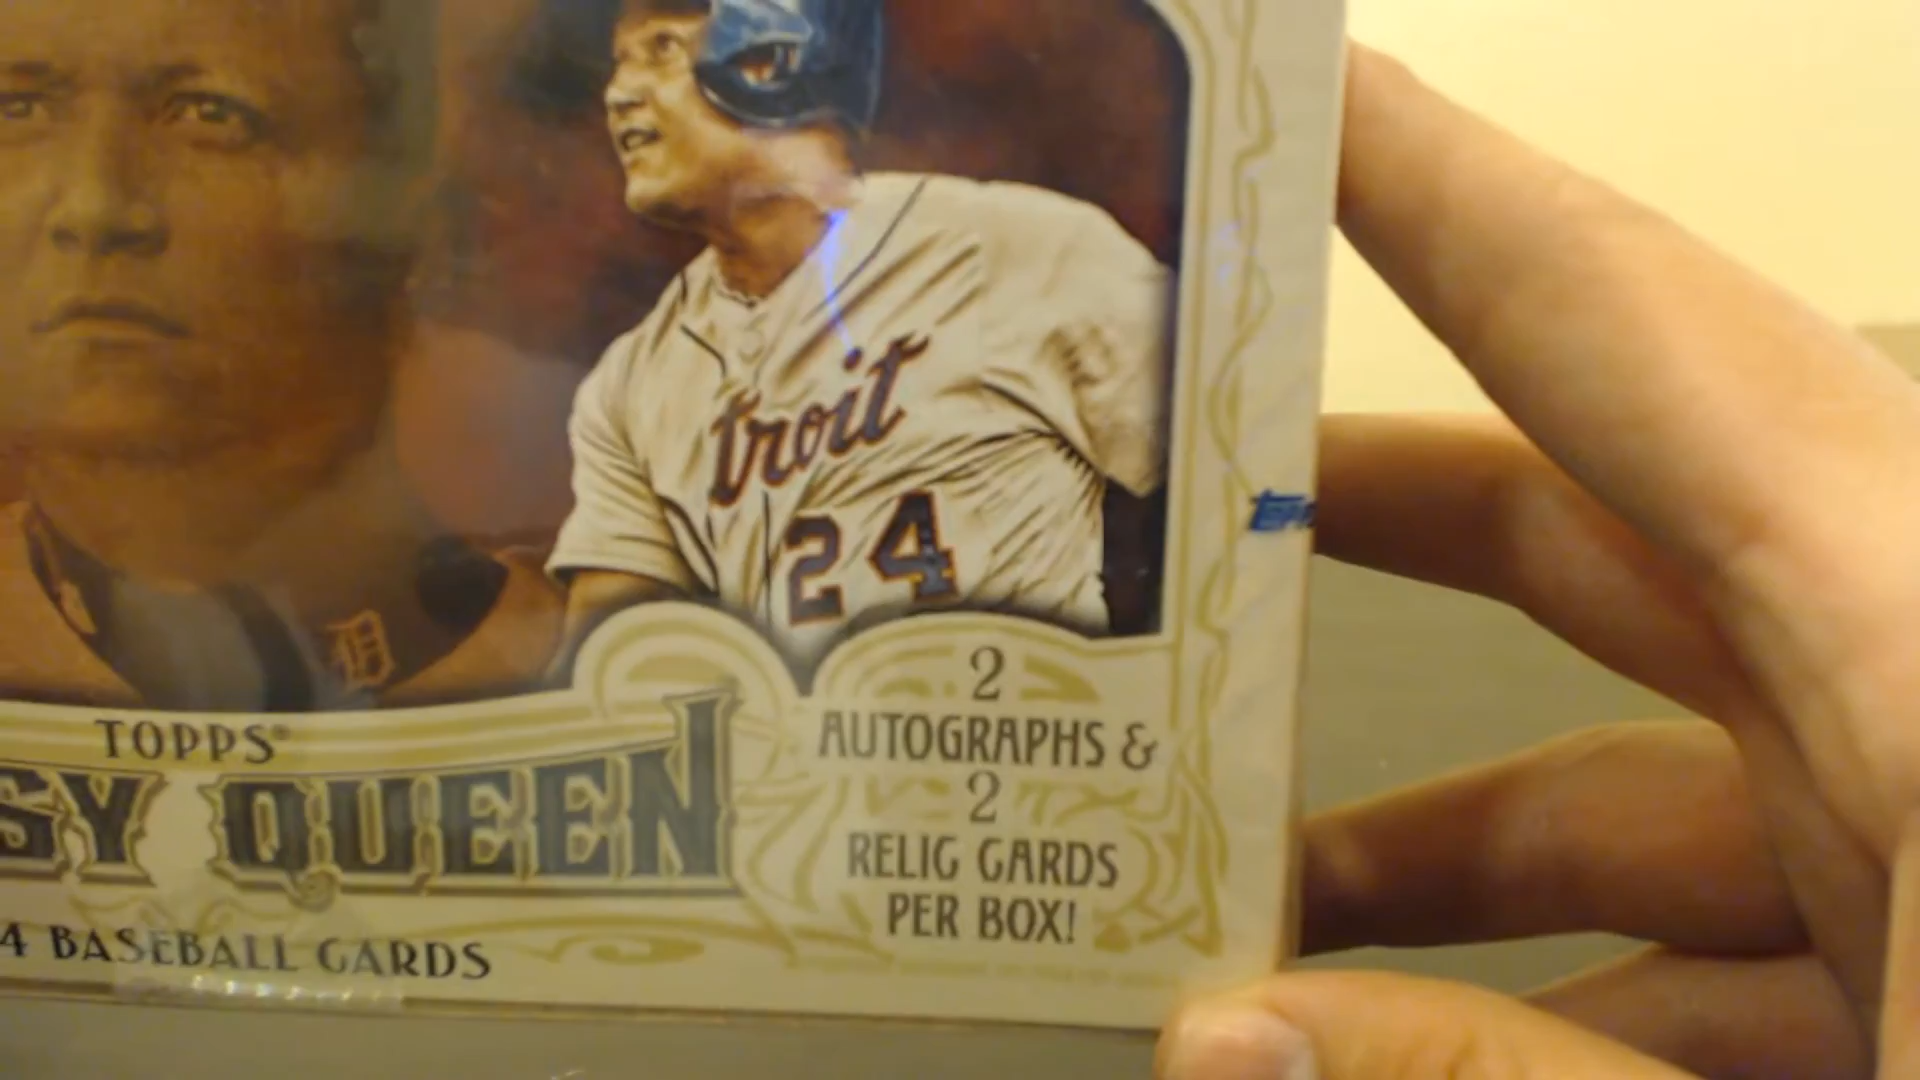 troit
24
2
AUTOGRAPHS &
2
RELIC CARDS
PER BOX!
TOPPS®
SY QUEEN
4 BASEBALL CARDS